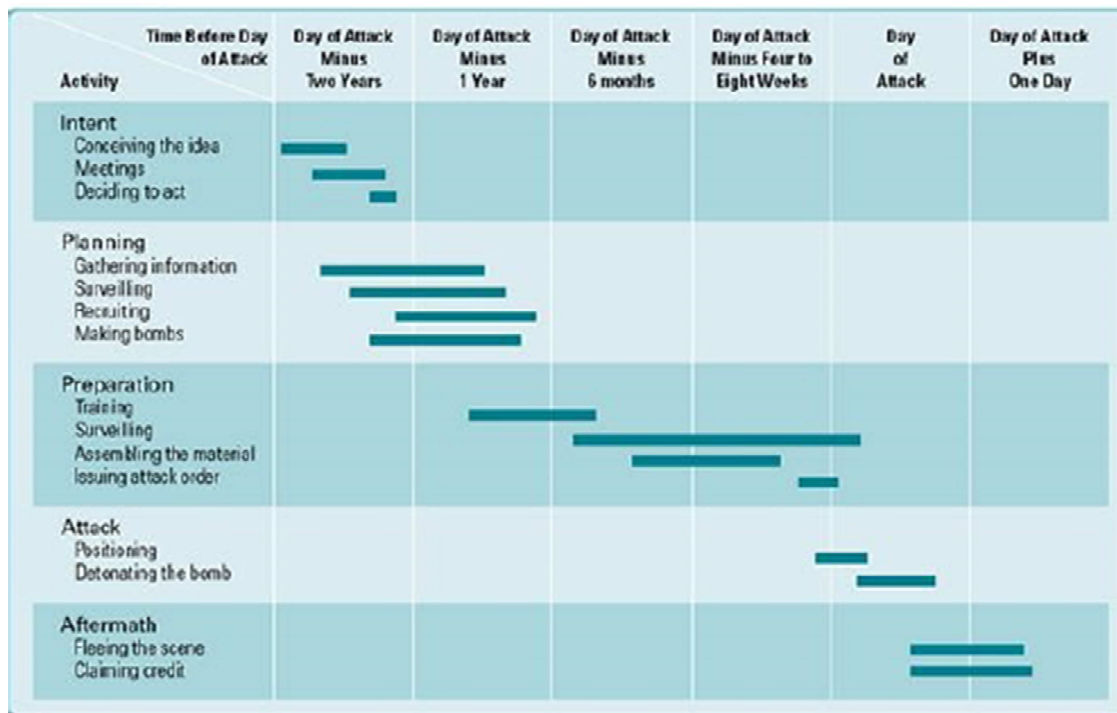 Time Before Day
of Attack
Activity
Day of Attack
Minus
Two Years
Day of Attack
Minus
1 Year
Day of Attack
Minus
6 months
Day of Attack
Minus Four to
Eight Weeks
Day
of
Attack
Day of Attack
Plus
One Day
Intent
Conceiving the idea
Meetings
Deciding to act
Planning
Gathering information
Surveilling
Recruiting
Making bombs
Preparation
Training
Surveilling
Assembling the material
Issuing attack order
Attack
Positioning
Detonating the bomb
Aftermath
Fleeing the scene
Claiming credit